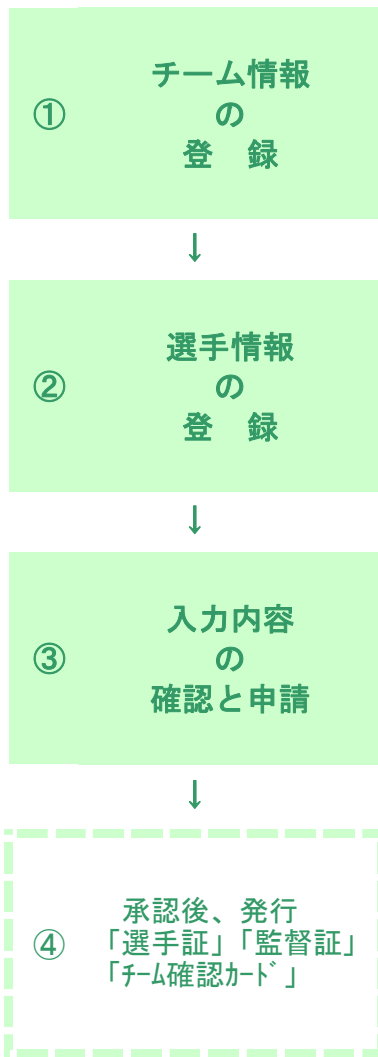 ①
チーム情報
の
登　録
↓
②
選手情報
の
登　録
↓
③
入力内容
の
確認と申請
↓
④
承認後、発行
「選手証」「監督証」
「ﾁｰﾑ確認ｶｰﾄﾞ」